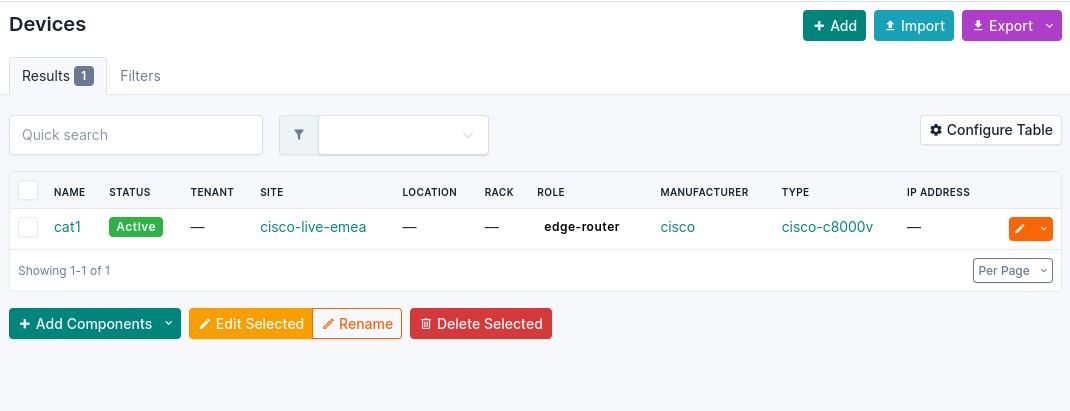 Devices
Add Import Export
Results 1 Filters
Quick search
Configure Table
NAME STATUS TENANT SITE LOCATION RACK ROLE MANUFACTURER TYPE IP ADDRESS
cat1 Active — cisco-live-emea — — edge-router cisco cisco-c8000v —
Showing 1-1 of 1 Per Page
Add Components Edit Selected Rename Delete Selected